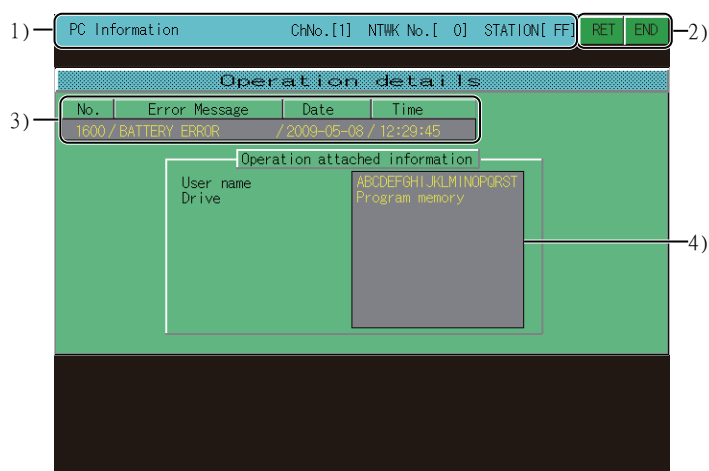 1) PC Information ChNo.[1] NTWK No.[ 0] STATION[ FF] RET END 2)
Operation details
3)
No. Error Message Date Time
1600 / BATTERY ERROR / 2009-05-08 / 12:29:45
Operation attached information
User name ABCDEFGHIJKLMINOPQRST
Drive Program memory
4)